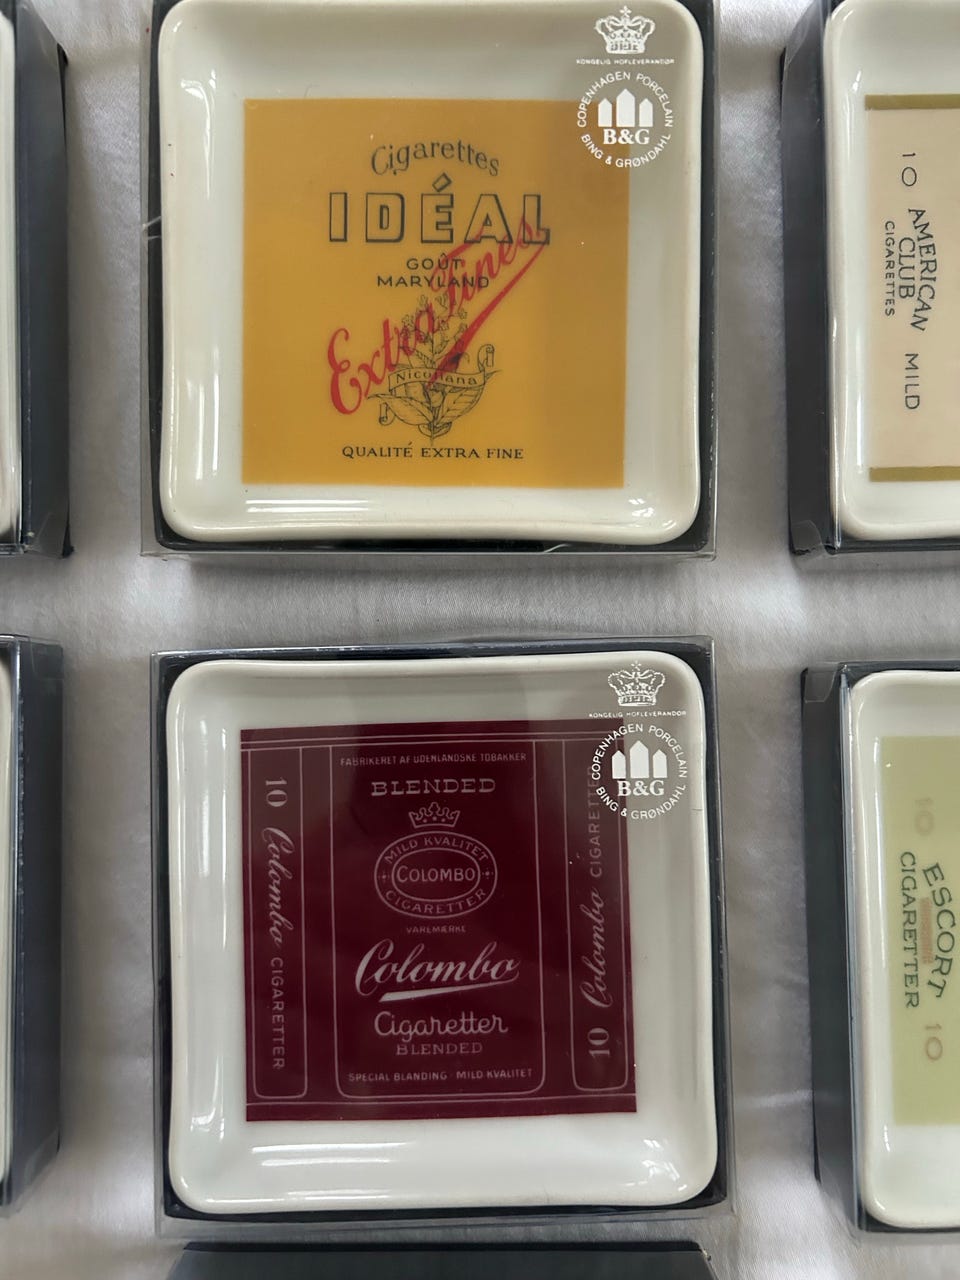 KONGELIG HOFLEVERANDØR
COPENHAGEN PORCELAIN
B&G
BING & GRØNDAHL
Cigarettes
IDÉAL
GOÛT
MARYLAND
Extra Fines
Nicotiana
QUALITÉ EXTRA FINE
10 AMERICAN CLUB MILD
CIGARETTES
KONGELIG HOFLEVERANDØR
COPENHAGEN PORCELAIN
B&G
BING & GRØNDAHL
FABRIKERET AF UDENLANDSKE TOBAKKER
BLENDED
MILD KVALITET
COLOMBO
CIGARETTER
VAREMÆRKE
Colombo
Cigaretter
BLENDED
SPECIAL BLANDING · MILD KVALITET
10 Colombo CIGARETTER
10 Colombo CIGARETTER
10 ESCORT 10
CIGARETTER